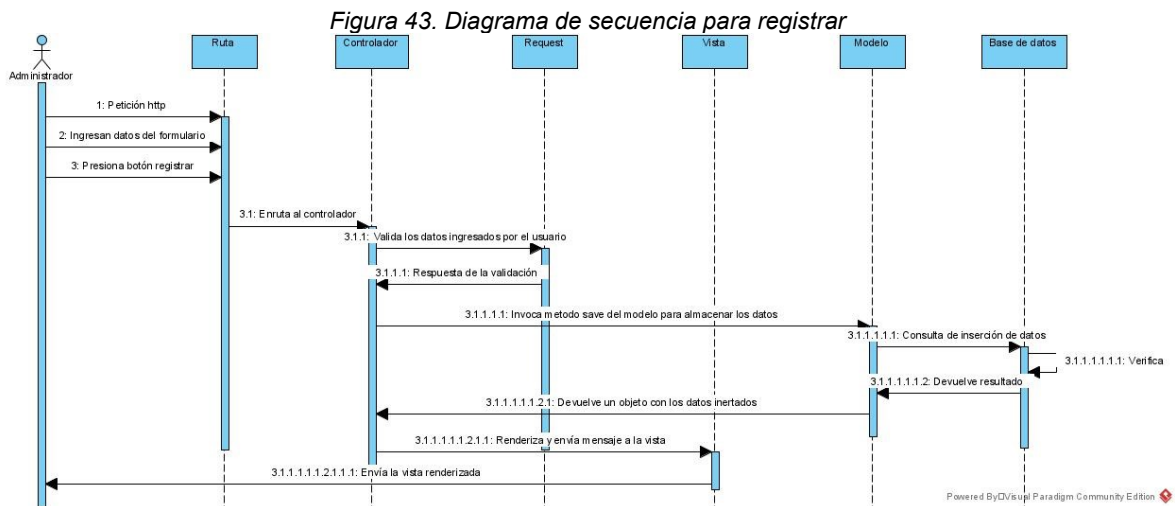 Figura 43. Diagrama de secuencia para registrar
Ruta
Controlador
Request
Vista
Modelo
Base de datos
Administrador
1: Petición http
2: Ingresan datos del formulario
3: Presiona botón registrar
3.1: Enruta al controlador
3.1.1: Valida los datos ingresados por el usuario
3.1.1.1: Respuesta de la validación
3.1.1.1.1: Invoca metodo save del modelo para almacenar los datos
3.1.1.1.1.1: Consulta de inserción de datos
3.1.1.1.1.1.1: Verifica
3.1.1.1.1.1.2: Devuelve resultado
3.1.1.1.1.1.2.1: Devuelve un objeto con los datos inertados
3.1.1.1.1.1.2.1.1: Renderiza y envía mensaje a la vista
3.1.1.1.1.1.2.1.1.1: Envía la vista renderizada
Powered By Visual Paradigm Community Edition